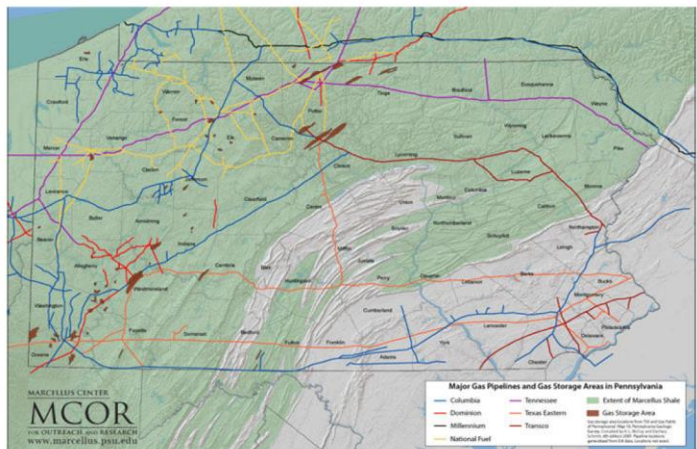 Erie
Crawford
Warren
McKean
Potter
Tioga
Bradford
Susquehanna
Wayne
Forest
Elk
Cameron
Wyoming
Sullivan
Lackawanna
Pike
Mercer
Venango
Clarion
Jefferson
Clinton
Lycoming
Luzerne
Monroe
Lawrence
Butler
Armstrong
Clearfield
Centre
Union
Montour
Columbia
Carbon
Northampton
Beaver
Indiana
Snyder
Northumberland
Schuylkill
Lehigh
Allegheny
Cambria
Blair
Mifflin
Juniata
Perry
Dauphin
Lebanon
Berks
Bucks
Washington
Westmoreland
Huntingdon
Montgomery
Cumberland
Lancaster
Philadelphia
Greene
Fayette
Somerset
Bedford
Fulton
Franklin
Adams
York
Chester
Delaware
MARCELLUS CENTER
MCOR
FOR OUTREACH AND RESEARCH
www.marcellus.psu.edu
Major Gas Pipelines and Gas Storage Areas in Pennsylvania
Columbia
Dominion
Millennium
National Fuel
Tennessee
Texas Eastern
Transco
Extent of Marcellus Shale
Gas Storage Area